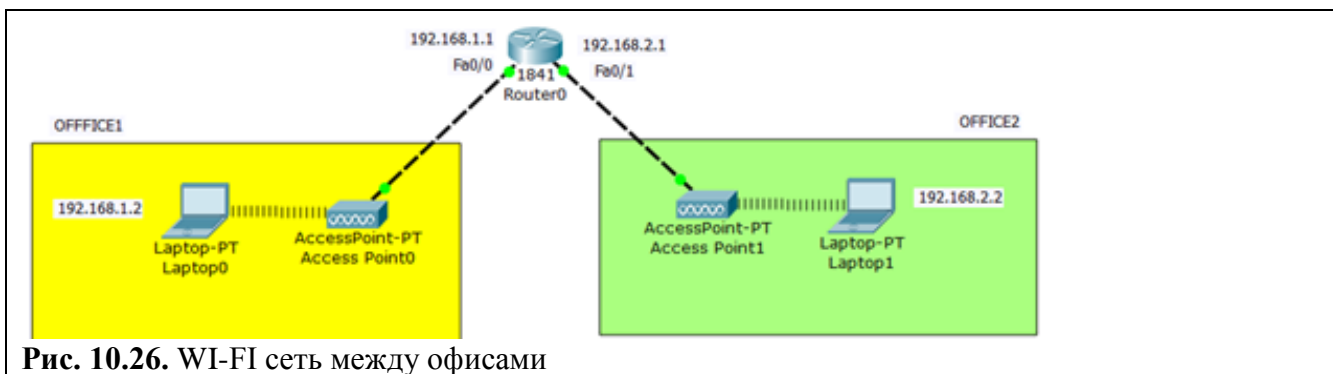 192.168.1.1
192.168.2.1
Fa0/0
1841
Fa0/1
Router0
OFFFICE1
OFFICE2
192.168.1.2
192.168.2.2
Laptop-PT
Laptop0
AccessPoint-PT
Access Point0
AccessPoint-PT
Access Point1
Laptop-PT
Laptop1
Рис. 10.26. WI-FI сеть между офисами